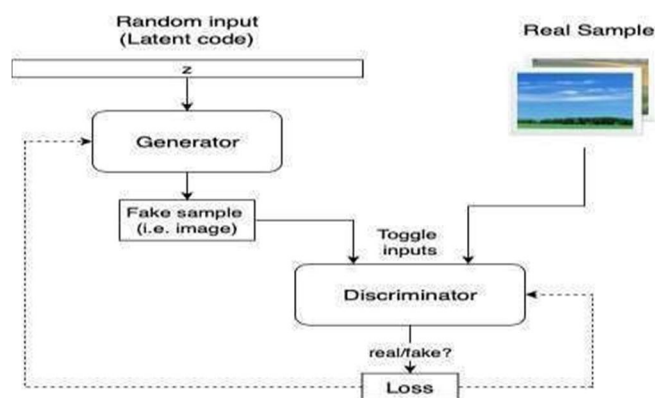 Random input
(Latent code)
Real Sample
z
Generator
Fake sample
(i.e. image)
Toggle
inputs
Discriminator
real/fake?
Loss